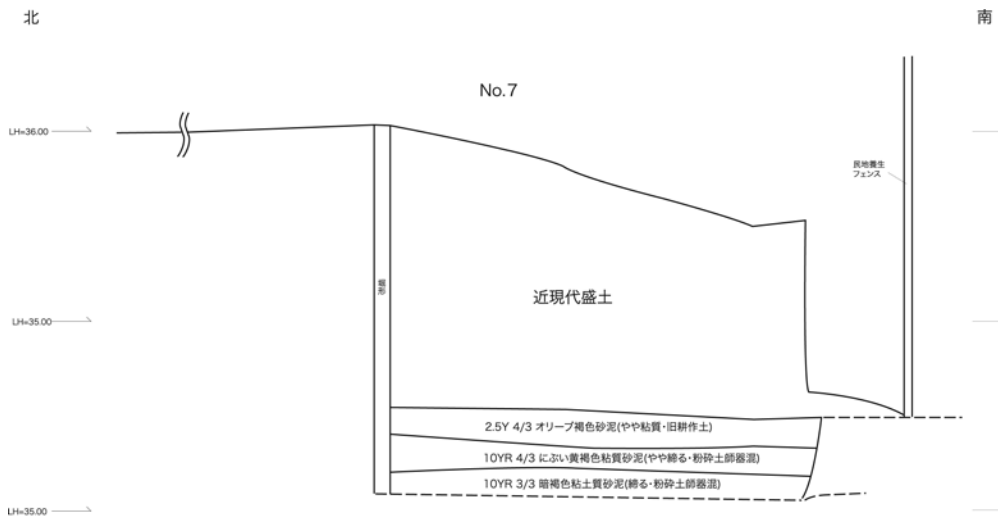 北
南
No.7
LH=36.00
民地養生
フェンス
近現代盛土
LH=35.00
2.5Y 4/3 オリーブ褐色砂泥(やや粘質・旧耕作土)
10YR 4/3 にぶい黄褐色粘質砂泥(やや締る・粉砕土師器混)
10YR 3/3 暗褐色粘土質砂泥(締る・粉砕土師器混)
LH=35.00